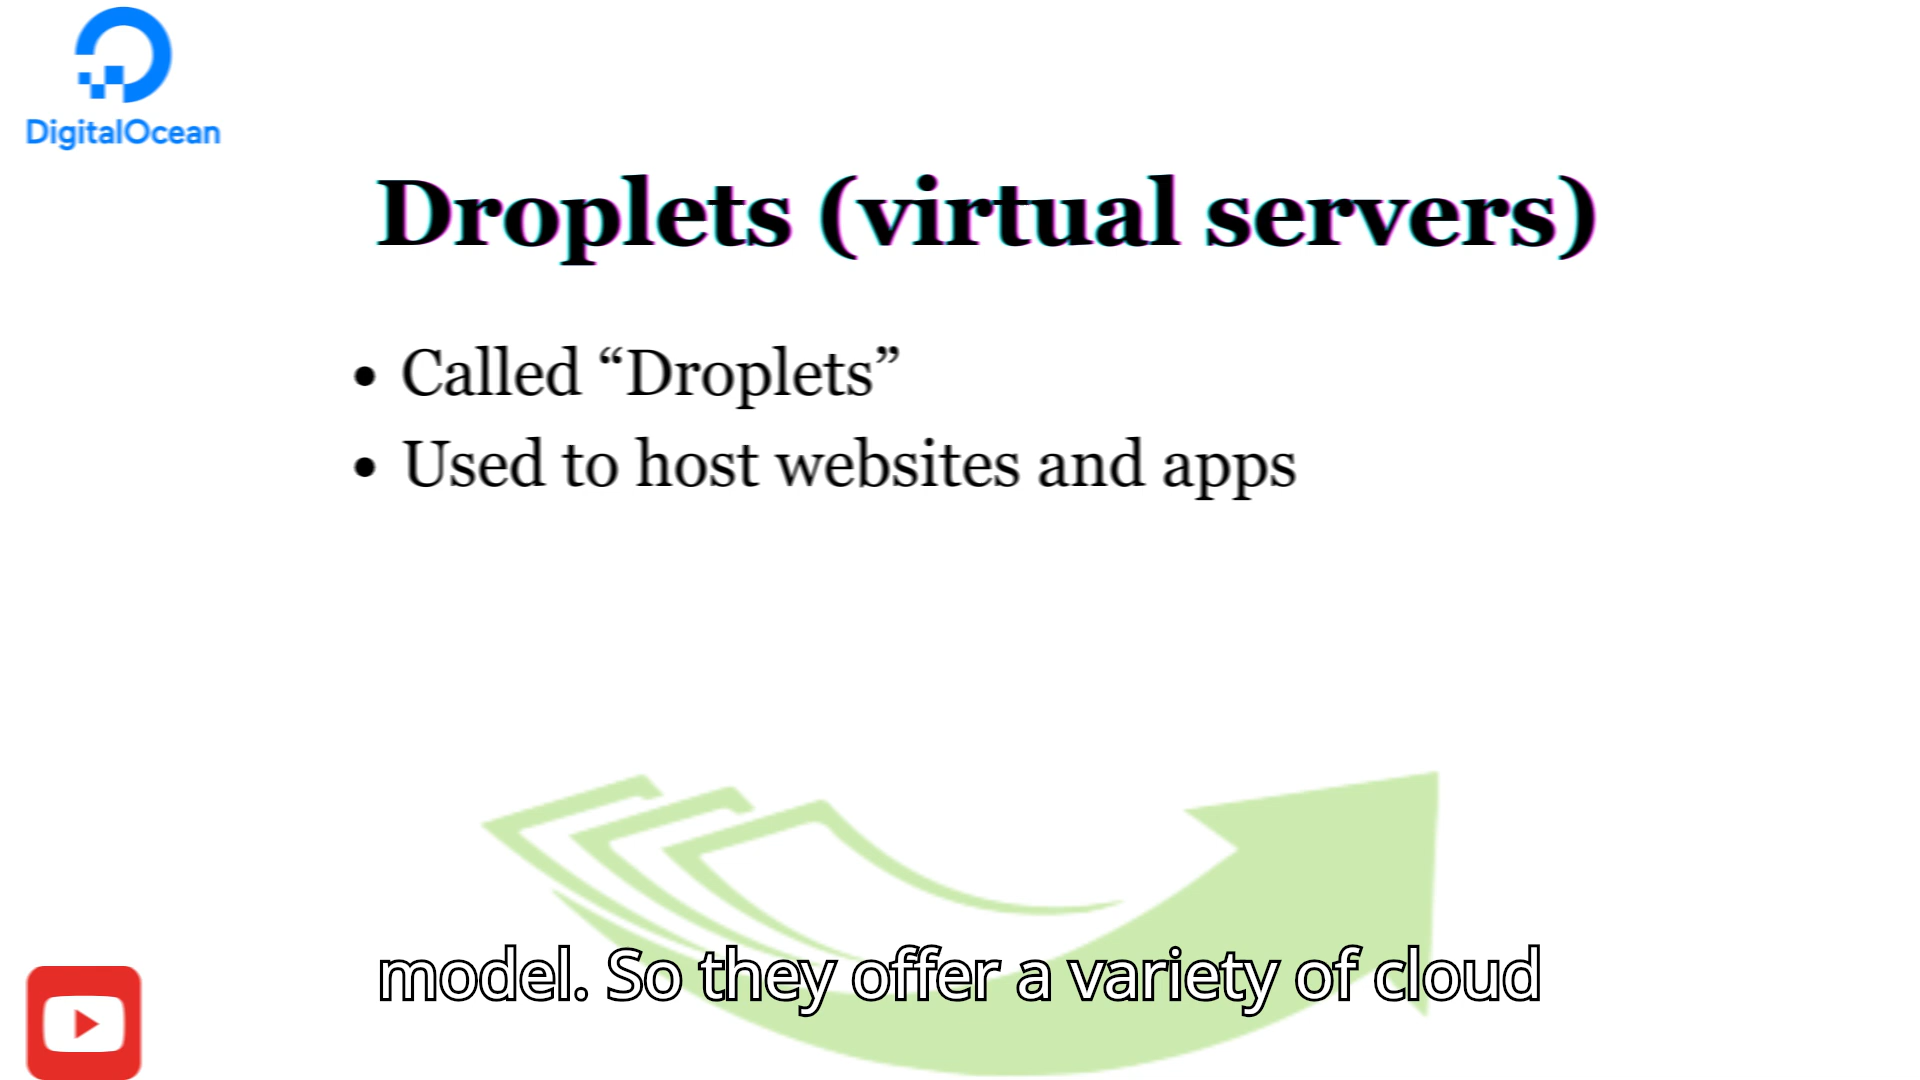 DigitalOcean
Droplets (virtual servers)
• Called “Droplets”
• Used to host websites and apps
model. So they offer a variety of cloud